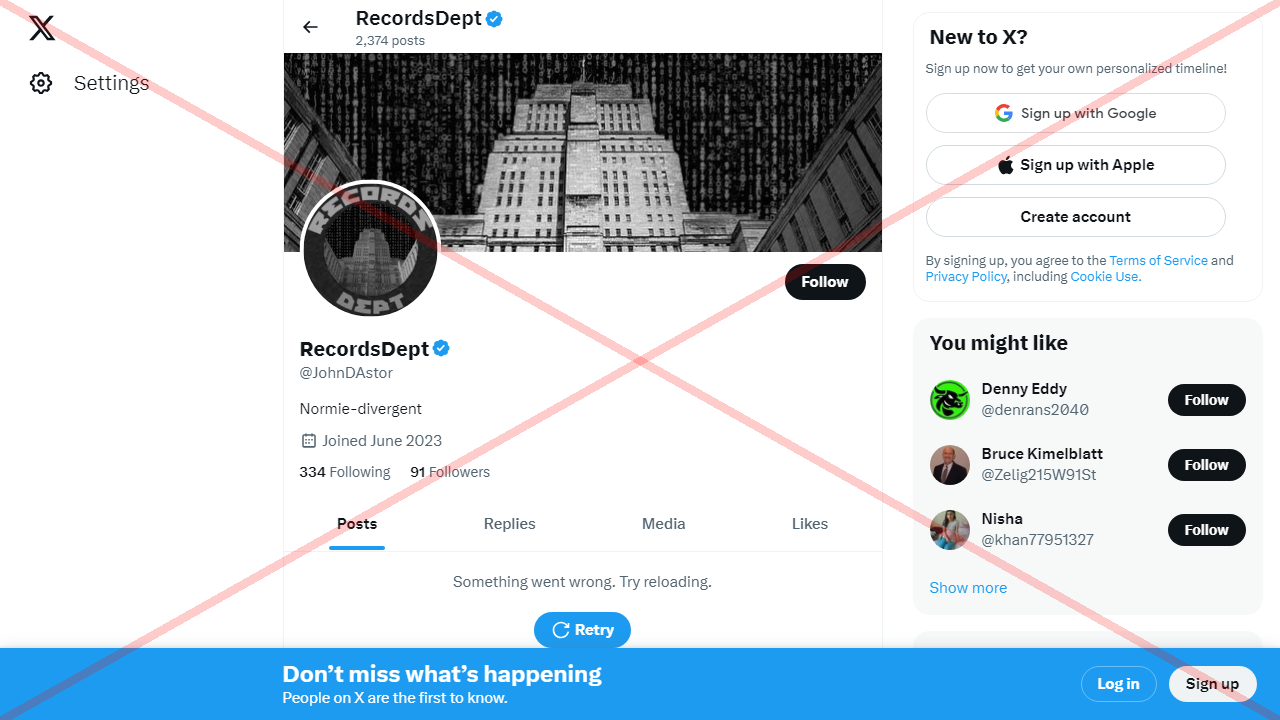 Settings
RecordsDept
2,374 posts
RECORDS
DEPT
Follow
RecordsDept
@JohnDAstor
Normie-divergent
Joined June 2023
334 Following 91 Followers
Posts Replies Media Likes
Something went wrong. Try reloading.
Retry
New to X?
Sign up now to get your own personalized timeline!
Sign up with Google
Sign up with Apple
Create account
By signing up, you agree to the Terms of Service and
Privacy Policy, including Cookie Use.
You might like
Denny Eddy
@denrans2040
Follow
Bruce Kimelblatt
@Zelig215W91St
Follow
Nisha
@khan77951327
Follow
Show more
Don’t miss what’s happening
People on X are the first to know.
Log in
Sign up